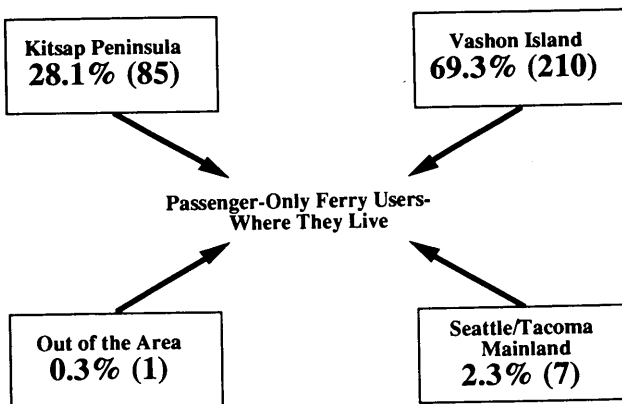 Kitsap Peninsula
28.1% (85)
Vashon Island
69.3% (210)
Passenger-Only Ferry Users-
Where They Live
Out of the Area
0.3% (1)
Seattle/Tacoma
Mainland
2.3% (7)